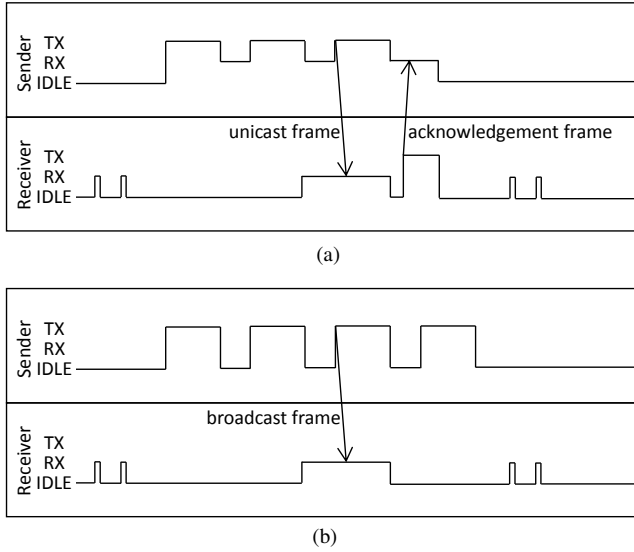 Sender
TX
RX
IDLE
unicast frame
acknowledgement frame
Receiver
TX
RX
IDLE
(a)
Sender
TX
RX
IDLE
broadcast frame
Receiver
TX
RX
IDLE
(b)